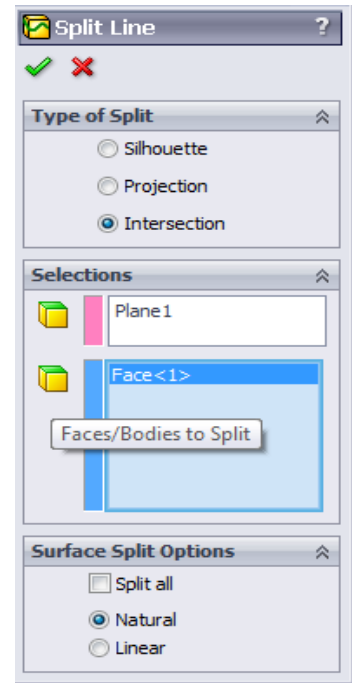 Split Line ?
Type of Split
Silhouette
Projection
Intersection
Selections
Plane1
Face<1>
Faces/Bodies to Split
Surface Split Options
Split all
Natural
Linear